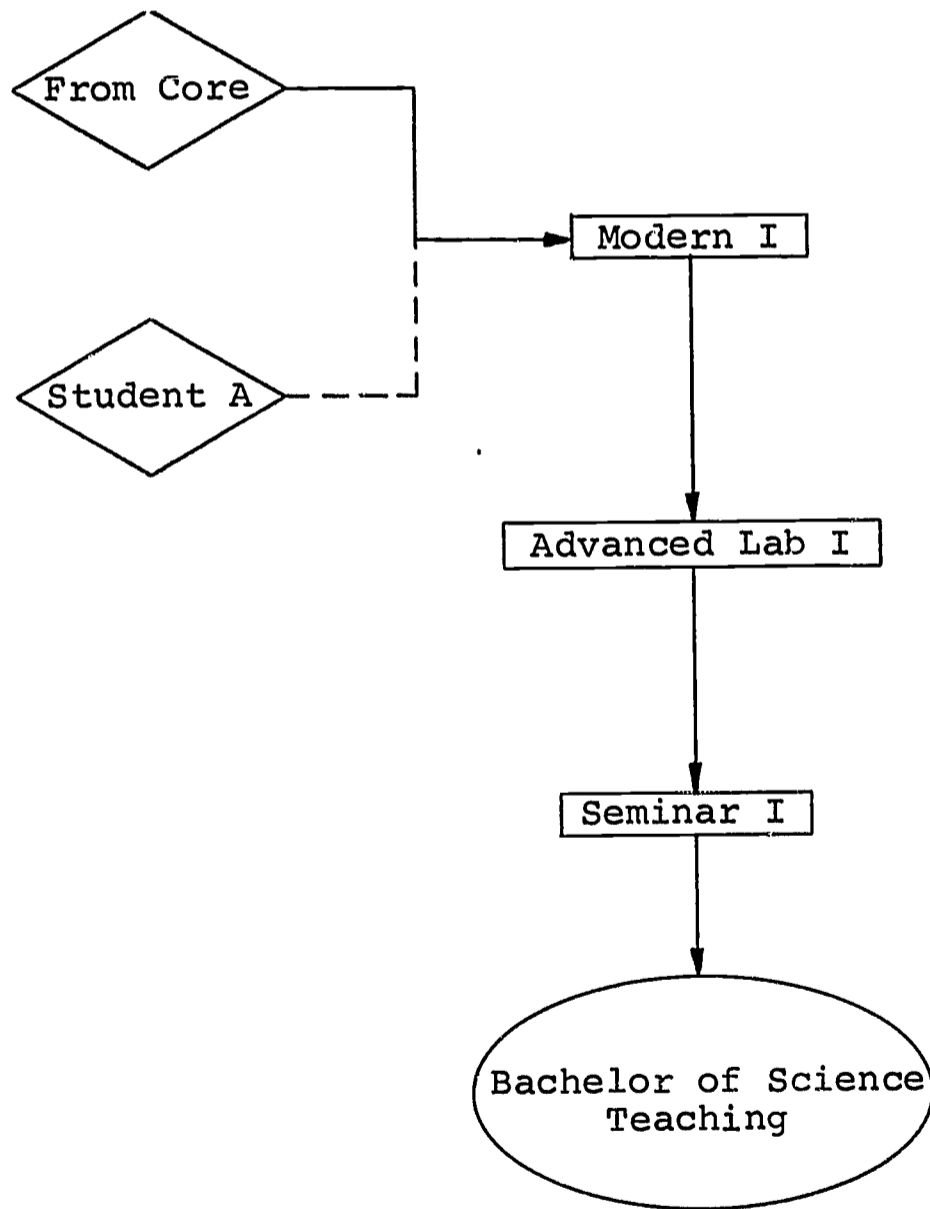 From Core
Modern I
Student A
Advanced Lab I
Seminar I
Bachelor of Science
Teaching